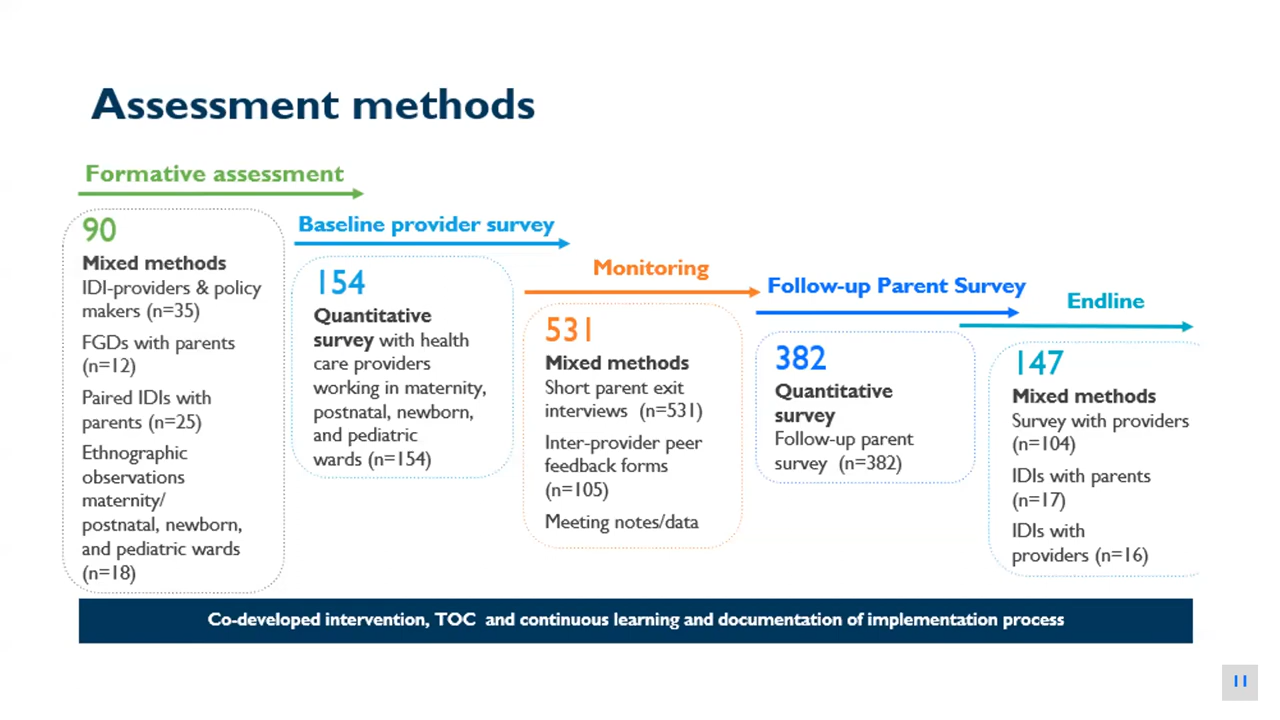 Assessment methods
Formative assessment
90
Mixed methods
IDI-providers & policy
makers (n=35)
FGDs with parents
(n=12)
Paired IDIs with
parents (n=25)
Ethnographic
observations
maternity/
postnatal, newborn,
and pediatric wards
(n=18)
Baseline provider survey
154
Quantitative
survey with health
care providers
working in maternity,
postnatal, newborn,
and pediatric
wards (n=154)
Monitoring
531
Mixed methods
Short parent exit
interviews (n=531)
Inter-provider peer
feedback forms
(n=105)
Meeting notes/data
Follow-up Parent Survey
382
Quantitative
survey
Follow-up parent
survey (n=382)
Endline
147
Mixed methods
Survey with providers
(n=104)
IDIs with parents
(n=17)
IDIs with
providers (n=16)
Co-developed intervention, TOC and continuous learning and documentation of implementation process
11